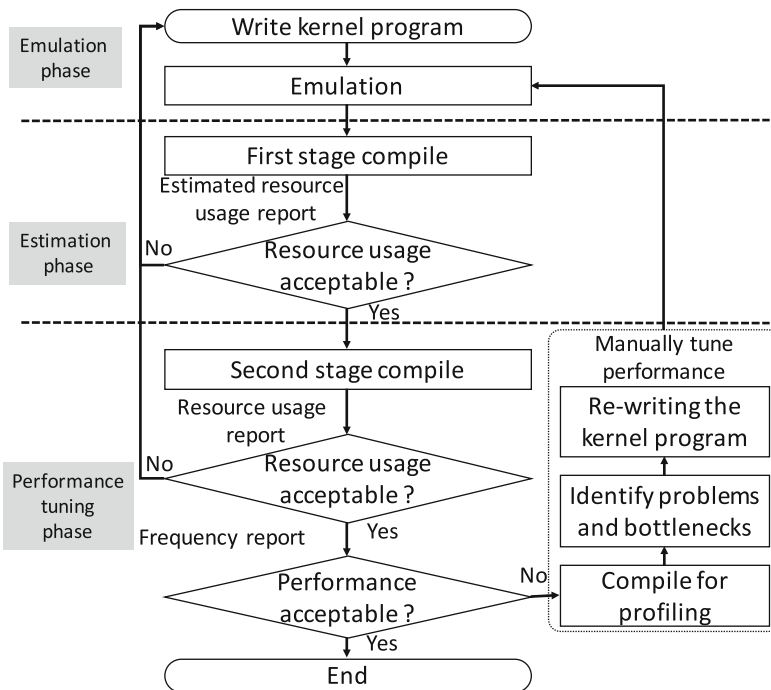 Write kernel program
Emulation
phase
Emulation
First stage compile
Estimated resource
usage report
Estimation
phase
No
Resource usage
acceptable ?
Yes
Second stage compile
Manually tune
performance
Resource usage
report
Re-writing the
kernel program
No
Resource usage
acceptable ?
Performance
tuning
phase
Identify problems
and bottlenecks
Frequency report
Yes
No
Performance
acceptable ?
Compile for
profiling
Yes
End